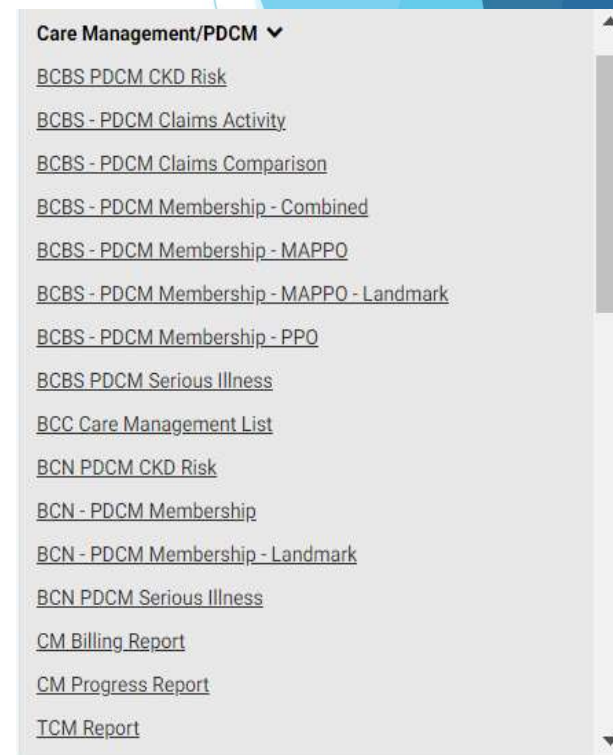 Care Management/PDCM
BCBS PDCM CKD Risk
BCBS - PDCM Claims Activity
BCBS - PDCM Claims Comparison
BCBS - PDCM Membership - Combined
BCBS - PDCM Membership - MAPPO
BCBS - PDCM Membership - MAPPO - Landmark
BCBS - PDCM Membership - PPO
BCBS PDCM Serious Illness
BCC Care Management List
BCN PDCM CKD Risk
BCN - PDCM Membership
BCN - PDCM Membership - Landmark
BCN PDCM Serious Illness
CM Billing Report
CM Progress Report
TCM Report